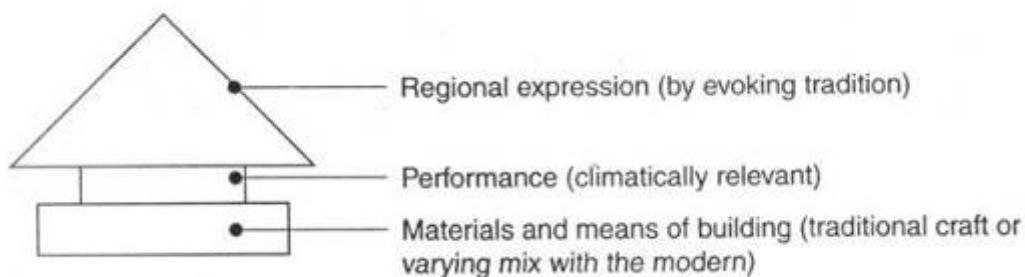 Regional expression (by evoking tradition)
Performance (climatically relevant)
Materials and means of building (traditional craft or
varying mix with the modern)